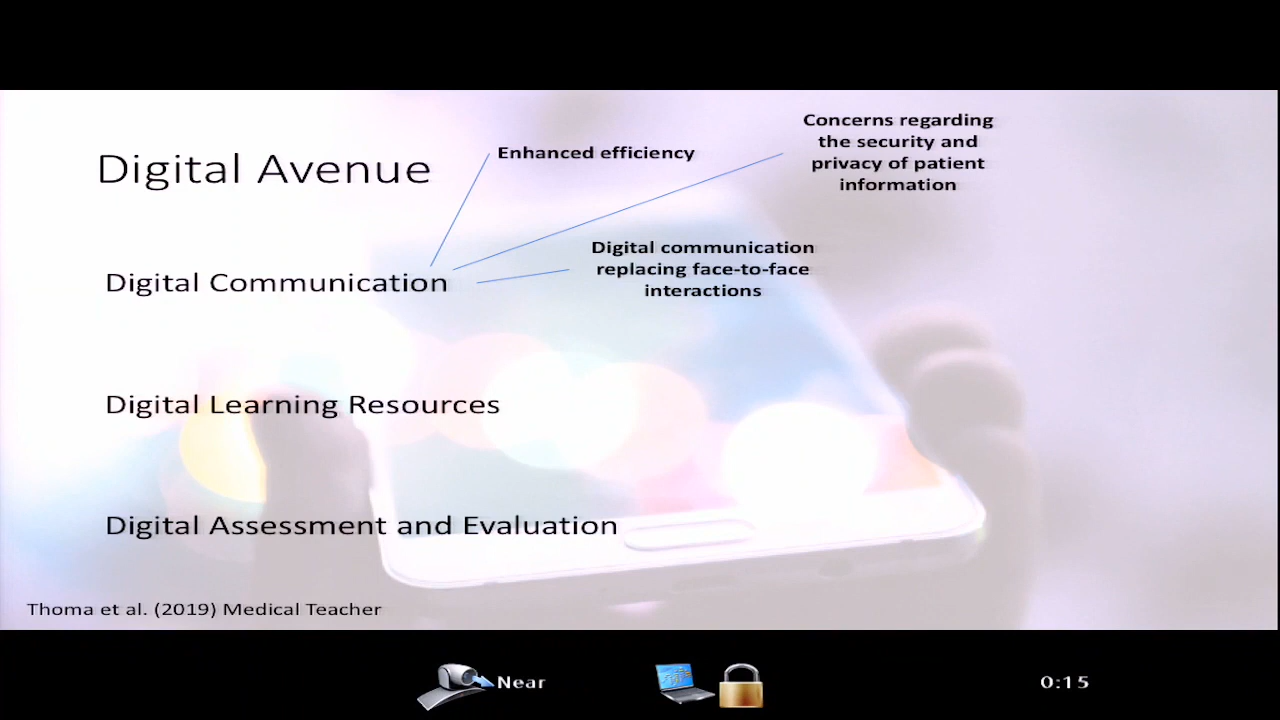 Digital Avenue
Enhanced efficiency
Concerns regarding
the security and
privacy of patient
information
Digital communication
replacing face-to-face
interactions
Digital Communication
Digital Learning Resources
Digital Assessment and Evaluation
Thoma et al. (2019) Medical Teacher
Near
0:15